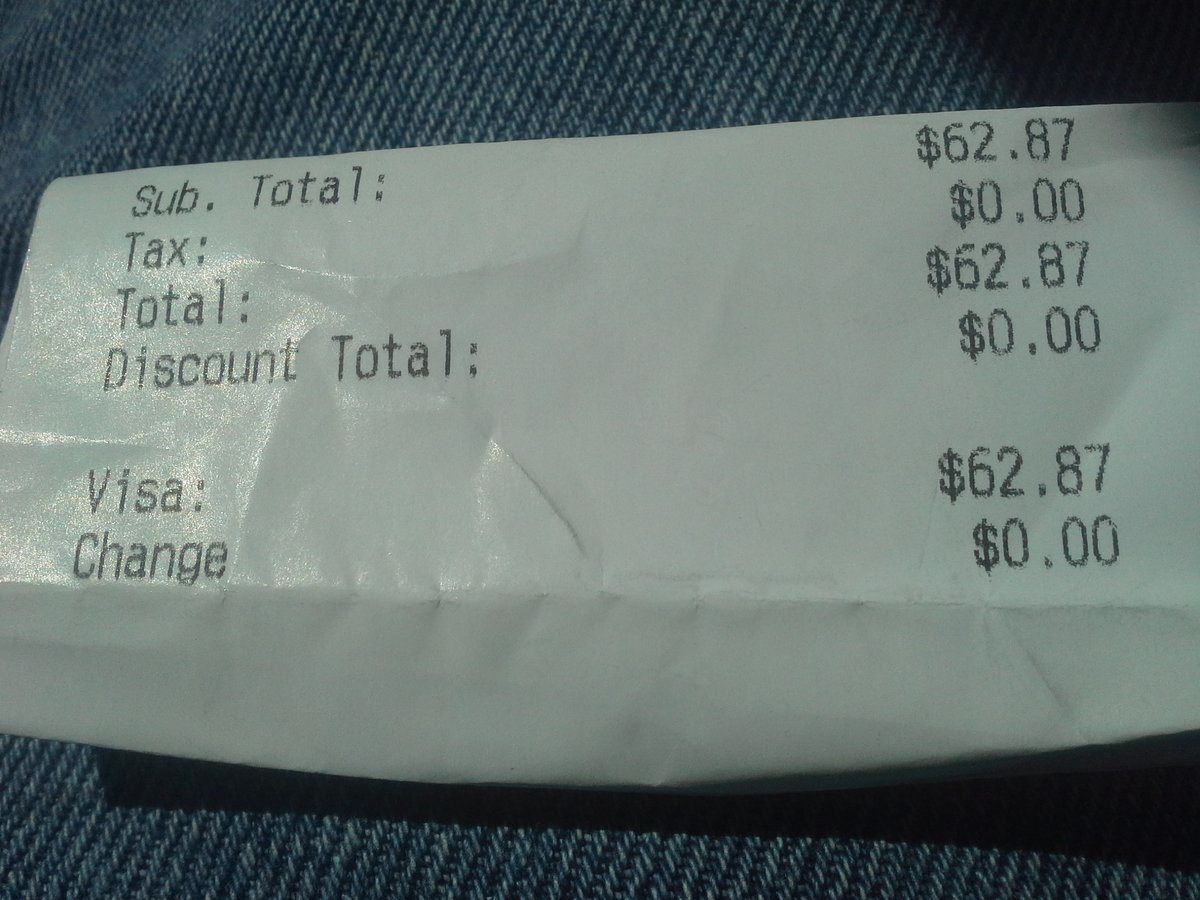 Sub. Total: $62.87
Tax: $0.00
Total: $62.87
Discount Total: $0.00
Visa: $62.87
Change $0.00